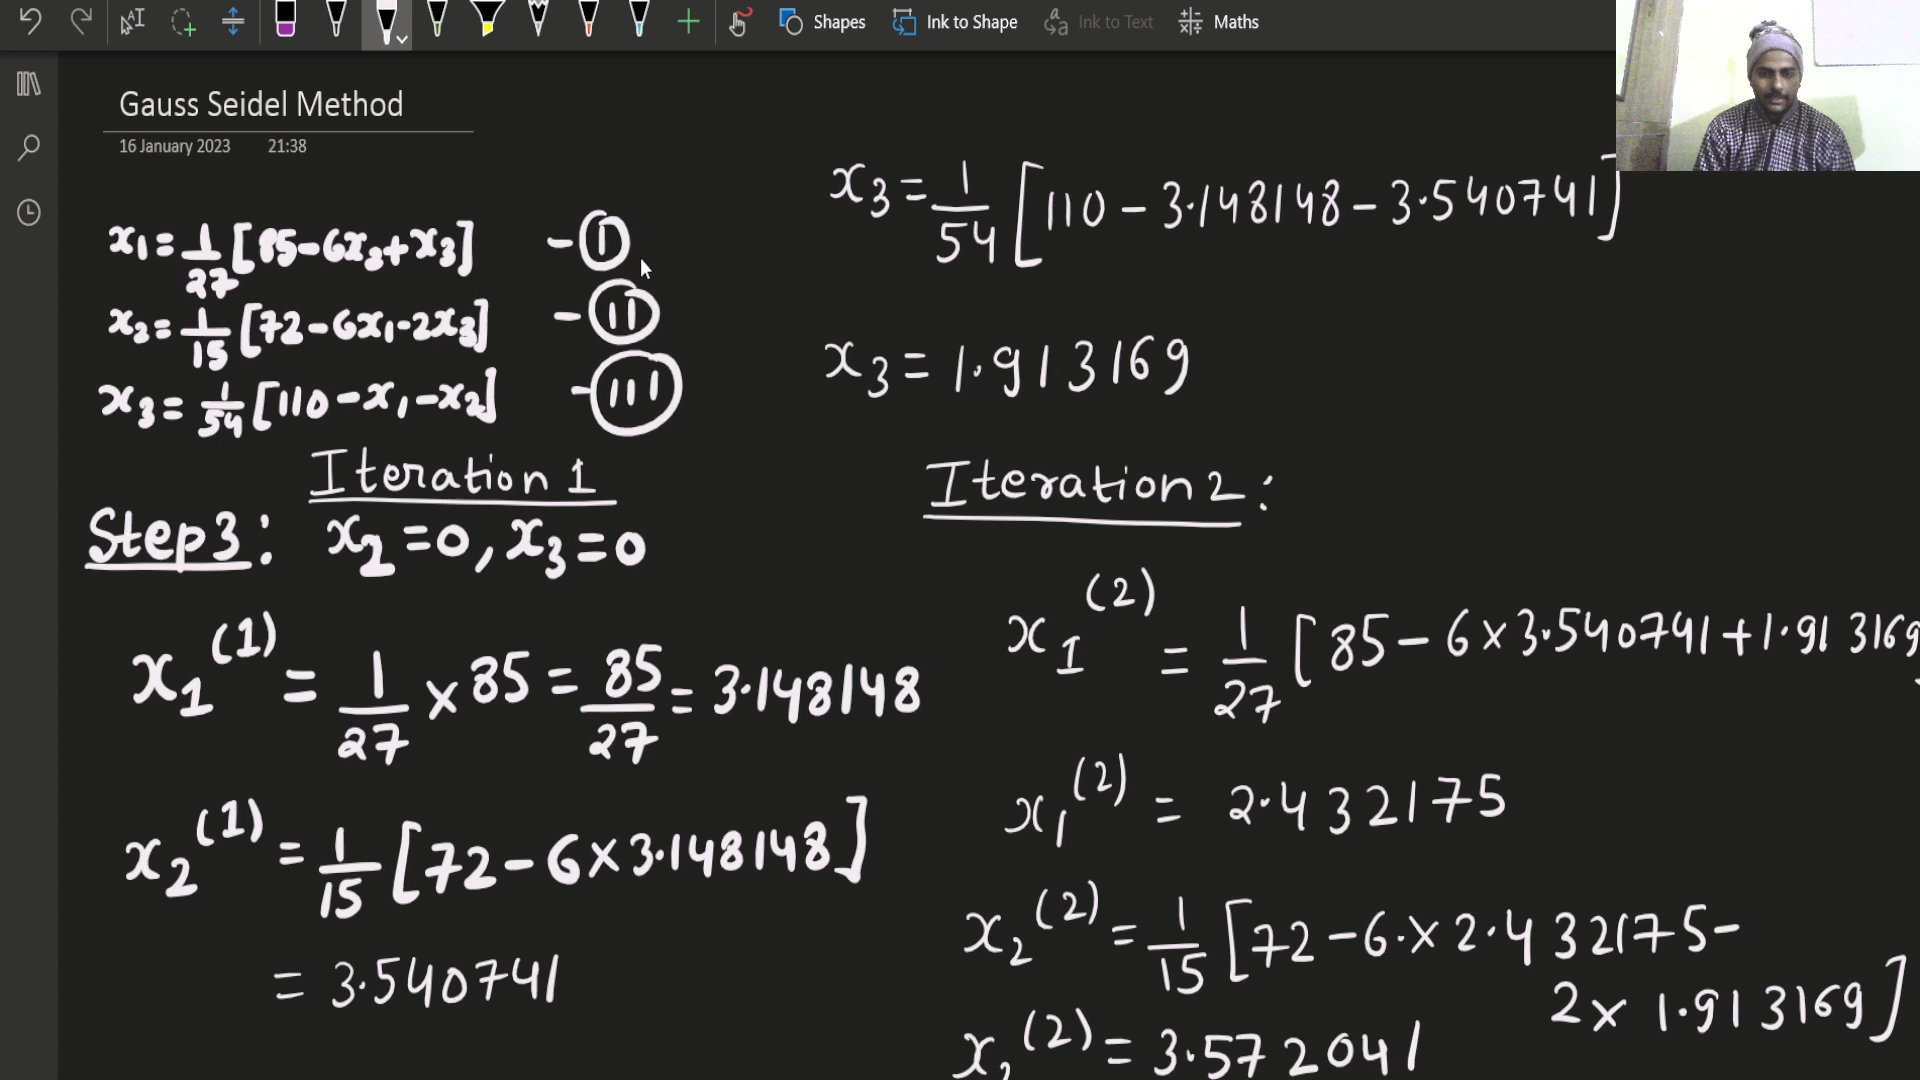 Shapes
Ink to Shape
Ink to Text
Maths
Gauss Seidel Method
16 January 2023 21:38
x₁ = 1/27 [85-6x₂+x₃] -Ⓘ
x₂ = 1/15 [72-6x₁-2x₃] -(II)
x₃ = 1/54 [110-x₁-x₂] -(III)
Iteration 1
Step3: x₂=0, x₃=0
x₁⁽¹⁾ = 1/27 × 85 = 85/27 = 3.148148
x₂⁽¹⁾ = 1/15 [72-6×3.148148]
= 3.540741
x₃ = 1/54 [110-3.148148-3.540741]
x₃ = 1.913169
Iteration 2:
x₁⁽²⁾ = 1/27 [85-6×3.540741+1.913169
x₁⁽²⁾ = 2.432175
x₂⁽²⁾ = 1/15 [72-6.×2.432175-
2×1.913169]
x₂⁽²⁾ = 3.572041